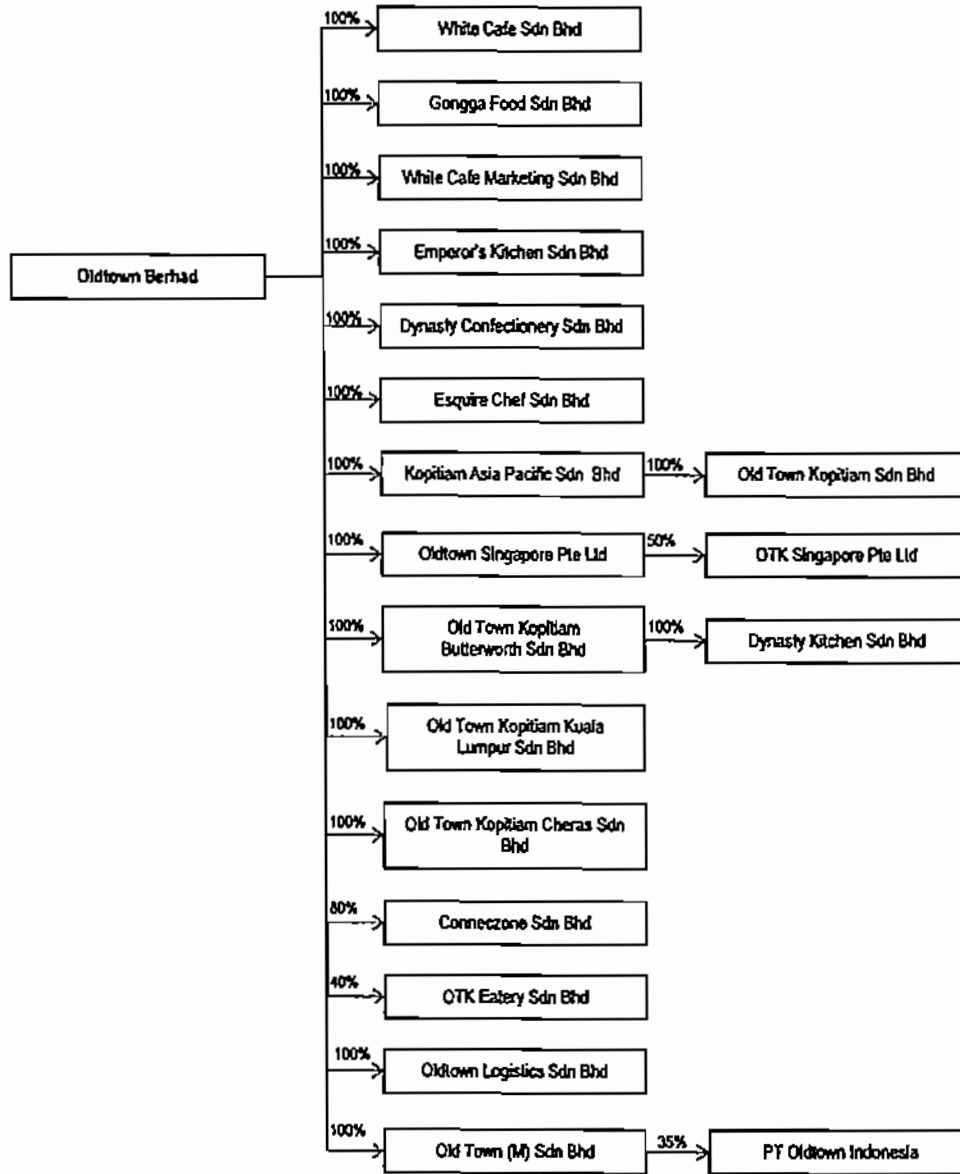 100%
White Cafe Sdn Bhd
100%
Gongga Food Sdn Bhd
100%
White Cafe Marketing Sdn Bhd
100%
Emperor's Kitchen Sdn Bhd
Oldtown Berhad
100%
Dynasty Confectionery Sdn Bhd
100%
Esquire Chef Sdn Bhd
100%
Kopitiam Asia Pacific Sdn Bhd
100%
Old Town Kopitiam Sdn Bhd
100%
Oldtown Singapore Pte Ltd
50%
OTK Singapore Pte Ltd
100%
Old Town Kopitiam
Butterworth Sdn Bhd
100%
Dynasty Kitchen Sdn Bhd
100%
Old Town Kopitiam Kuala
Lumpur Sdn Bhd
100%
Old Town Kopitiam Cheras Sdn
Bhd
80%
Conneczone Sdn Bhd
40%
OTK Eatery Sdn Bhd
100%
Oldtown Logistics Sdn Bhd
100%
Old Town (M) Sdn Bhd
35%
PT Oldtown Indonesia